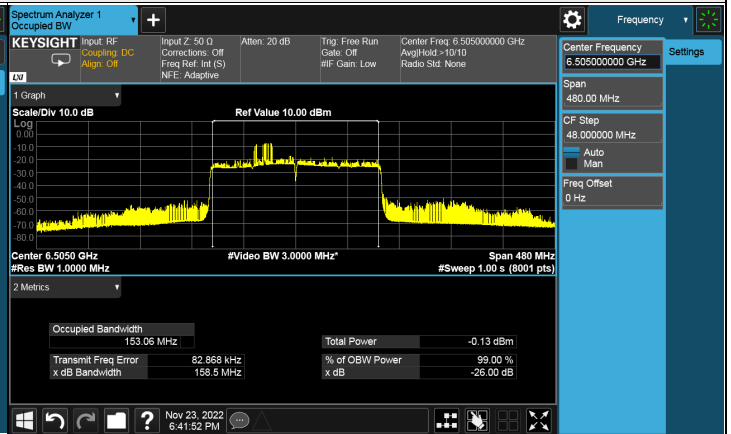 Spectrum Analyzer 1
Occupied BW
Frequency
KEYSIGHT
LXI
Input: RF
Coupling: DC
Align: Off
Input Z: 50 Ω
Corrections: Off
Freq Ref: Int (S)
NFE: Adaptive
Atten: 20 dB
Trig: Free Run
Gate: Off
#IF Gain: Low
Center Freq: 6.505000000 GHz
Avg|Hold:>10/10
Radio Std: None
Center Frequency
6.505000000 GHz
Settings
Span
480.00 MHz
CF Step
48.000000 MHz
Auto
Man
Freq Offset
0 Hz
1 Graph
Scale/Div 10.0 dB
Ref Value 10.00 dBm
Log
0.00
-10.0
-20.0
-30.0
-40.0
-50.0
-60.0
-70.0
-80.0
Center 6.5050 GHz
#Video BW 3.0000 MHz*
Span 480 MHz
#Res BW 1.0000 MHz
#Sweep 1.00 s (8001 pts)
2 Metrics
Occupied Bandwidth
153.06 MHz
Total Power
-0.13 dBm
Transmit Freq Error
82.868 kHz
% of OBW Power
99.00 %
x dB Bandwidth
158.5 MHz
x dB
-26.00 dB
Nov 23, 2022
6:41:52 PM